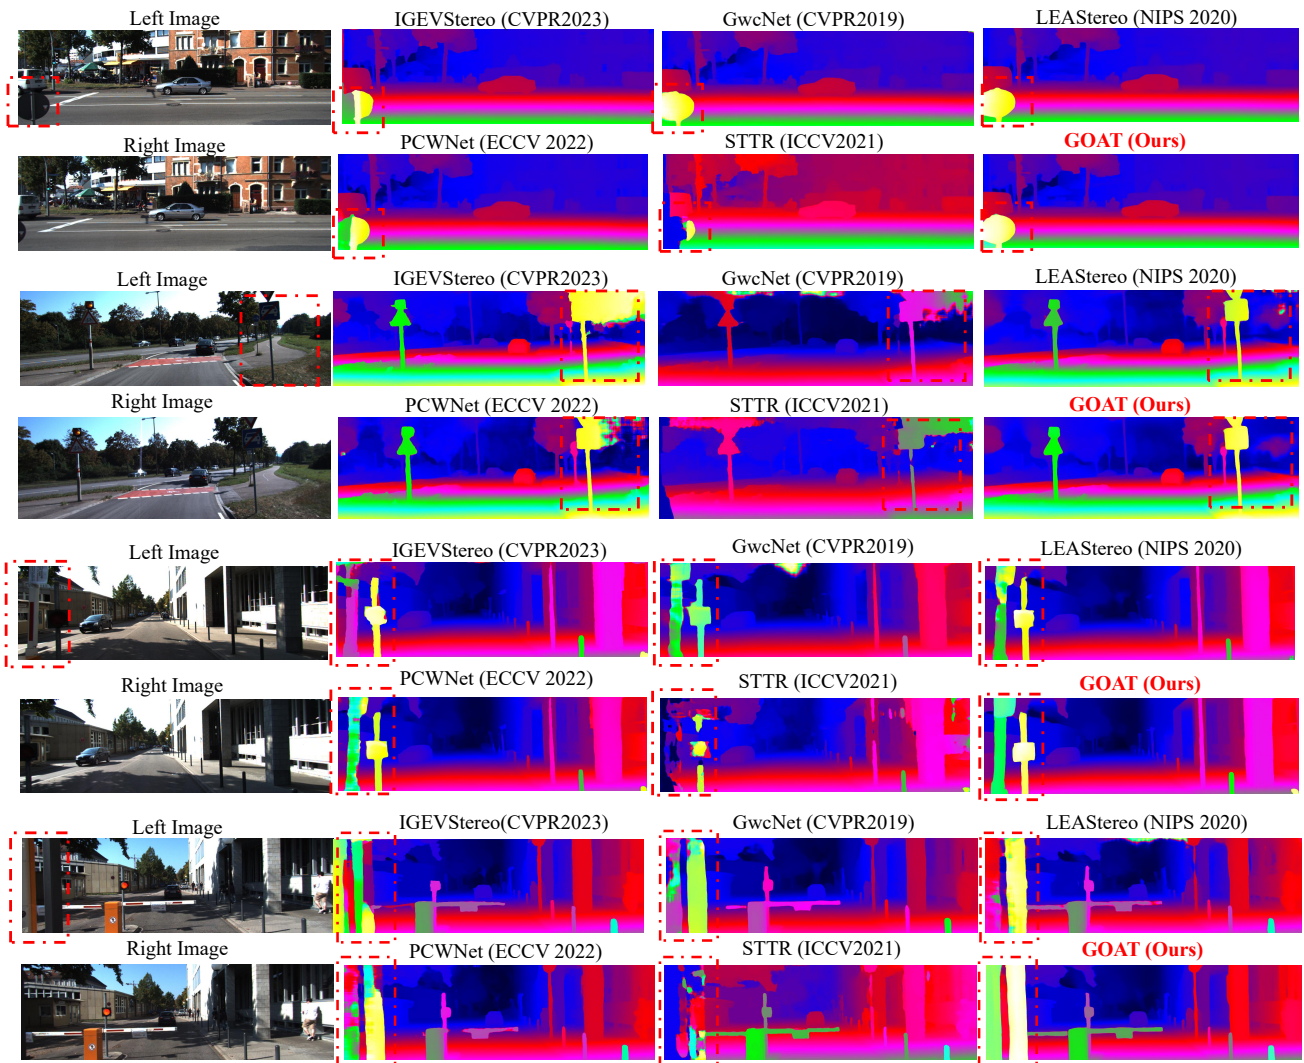 Left Image
IGEVStereo (CVPR2023)
GwcNet (CVPR2019)
LEAStereo (NIPS 2020)
Right Image
PCWNet (ECCV 2022)
STTR (ICCV2021)
GOAT (Ours)
Left Image
IGEVStereo (CVPR2023)
GwcNet (CVPR2019)
LEAStereo (NIPS 2020)
Right Image
PCWNet (ECCV 2022)
STTR (ICCV2021)
GOAT (Ours)
Left Image
IGEVStereo (CVPR2023)
GwcNet (CVPR2019)
LEAStereo (NIPS 2020)
Right Image
PCWNet (ECCV 2022)
STTR (ICCV2021)
GOAT (Ours)
Left Image
IGEVStereo(CVPR2023)
GwcNet (CVPR2019)
LEAStereo (NIPS 2020)
Right Image
PCWNet (ECCV 2022)
STTR (ICCV2021)
GOAT (Ours)